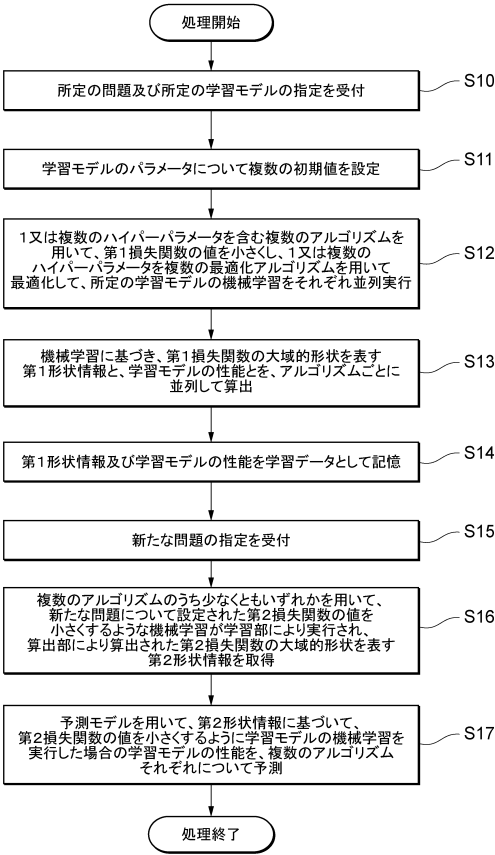 処理開始
所定の問題及び所定の学習モデルの指定を受付
S10
学習モデルのパラメータについて複数の初期値を設定
S11
1又は複数のハイパーパラメータを含む複数のアルゴリズムを
用いて、第1損失関数の値を小さくし、1又は複数の
ハイパーパラメータを複数の最適化アルゴリズムを用いて
最適化して、所定の学習モデルの機械学習をそれぞれ並列実行
S12
機械学習に基づき、第1損失関数の大域的形状を表す
第1形状情報と、学習モデルの性能とを、アルゴリズムごとに
並列して算出
S13
第1形状情報及び学習モデルの性能を学習データとして記憶
S14
新たな問題の指定を受付
S15
複数のアルゴリズムのうち少なくともいずれかを用いて、
新たな問題について設定された第2損失関数の値を
小さくするような機械学習が学習部により実行され、
算出部により算出された第2損失関数の大域的形状を表す
第2形状情報を取得
S16
予測モデルを用いて、第2形状情報に基づいて、
第2損失関数の値を小さくするように学習モデルの機械学習を
実行した場合の学習モデルの性能を、複数のアルゴリズム
それぞれについて予測
S17
処理終了